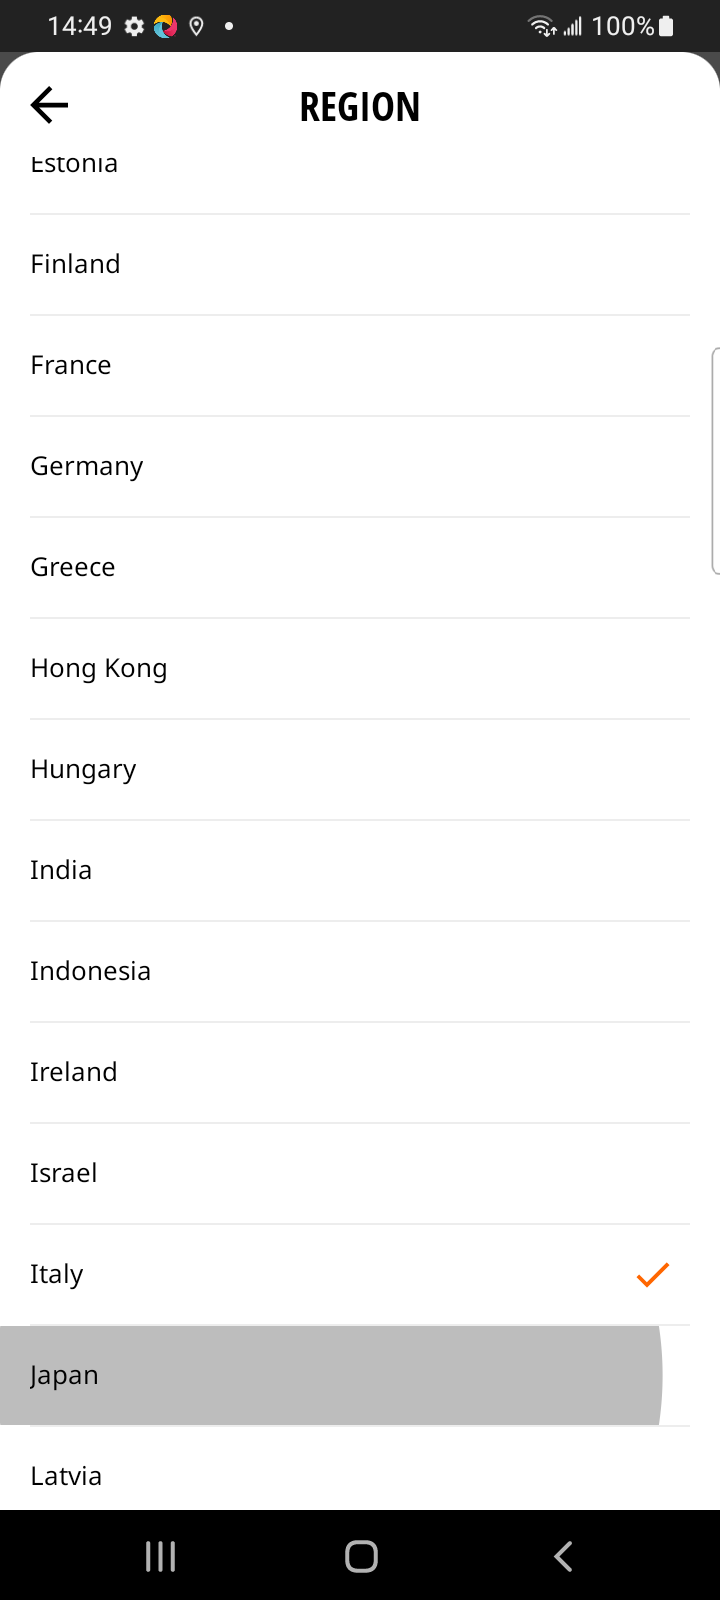 14:49 100%
REGION
Estonia
Finland
France
Germany
Greece
Hong Kong
Hungary
India
Indonesia
Ireland
Israel
Italy
Japan
Latvia